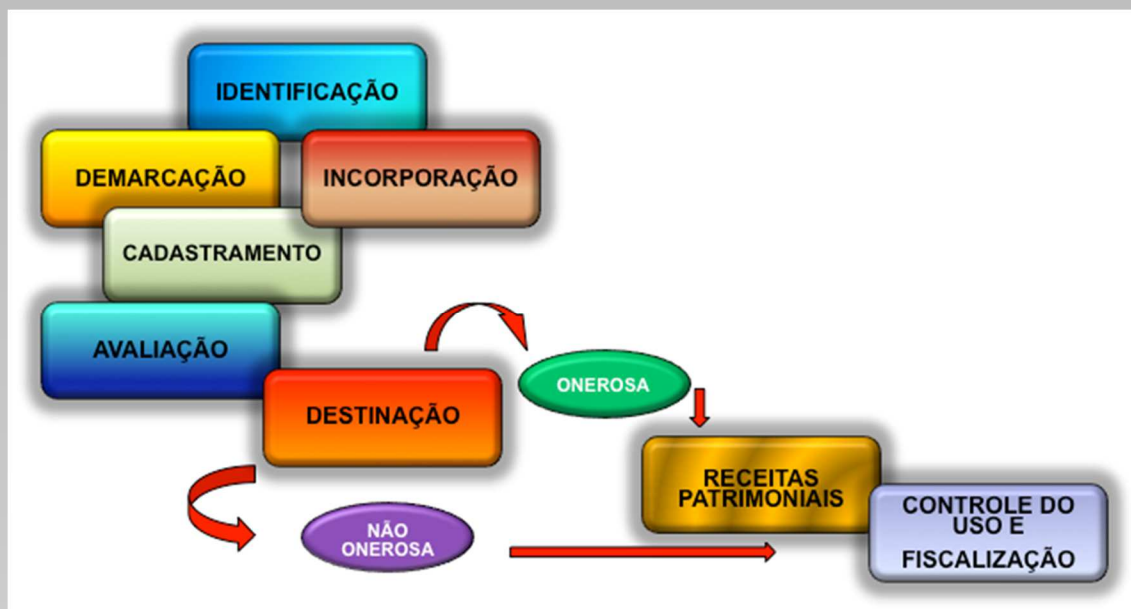 IDENTIFICAÇÃO
DEMARCAÇÃO
INCORPORAÇÃO
CADASTRAMENTO
AVALIAÇÃO
DESTINAÇÃO
ONEROSA
RECEITAS
PATRIMONIAIS
CONTROLE DO
USO E
FISCALIZAÇÃO
NÃO
ONEROSA